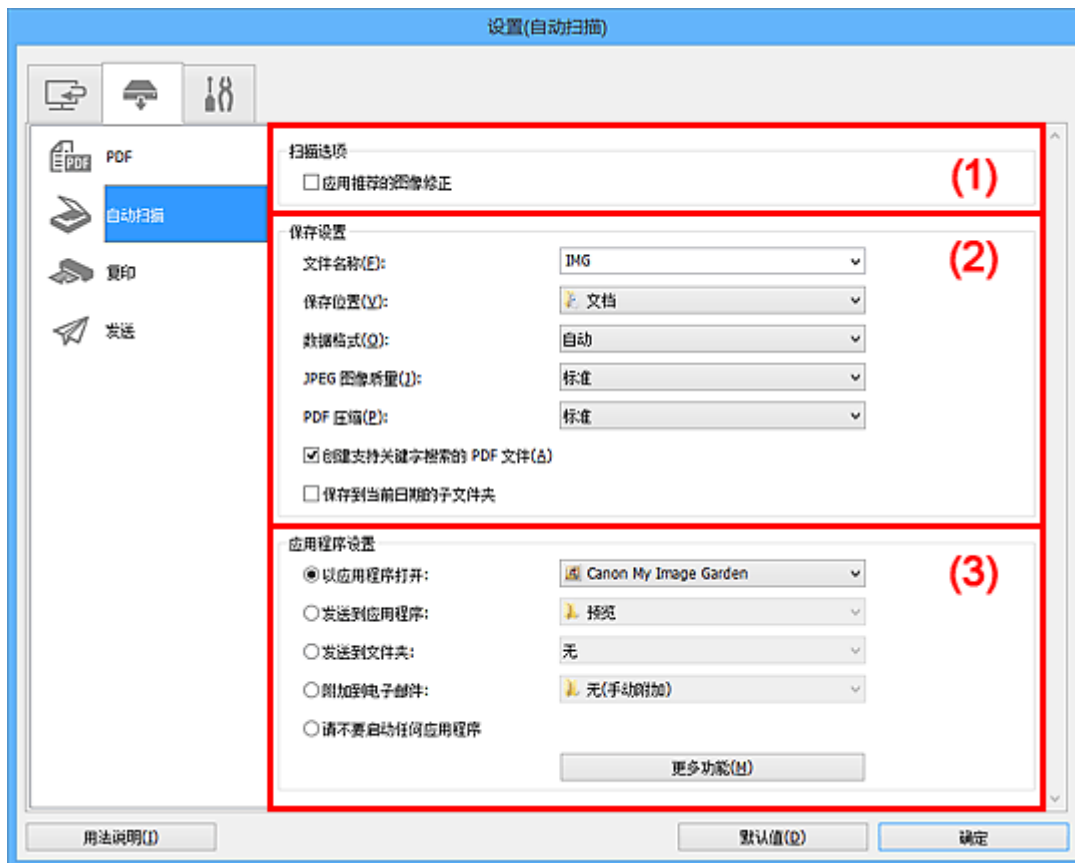 设置(自动扫描)
PDF
PDF
自动扫描
复印
发送
扫描选项
应用推荐的图像修正
(1)
保存设置
(2)
文件名称(F): IMG
保存位置(V): 文档
数据格式(O): 自动
JPEG 图像质量(J): 标准
PDF 压缩(P): 标准
创建支持关键字搜索的 PDF 文件(A)
保存到当前日期的子文件夹
应用程序设置
(3)
以应用程序打开: Canon My Image Garden
发送到应用程序: 预览
发送到文件夹: 无
附加到电子邮件: 无(手动附加)
请不要启动任何应用程序
更多功能(M)
用法说明(I) 默认值(D) 确定